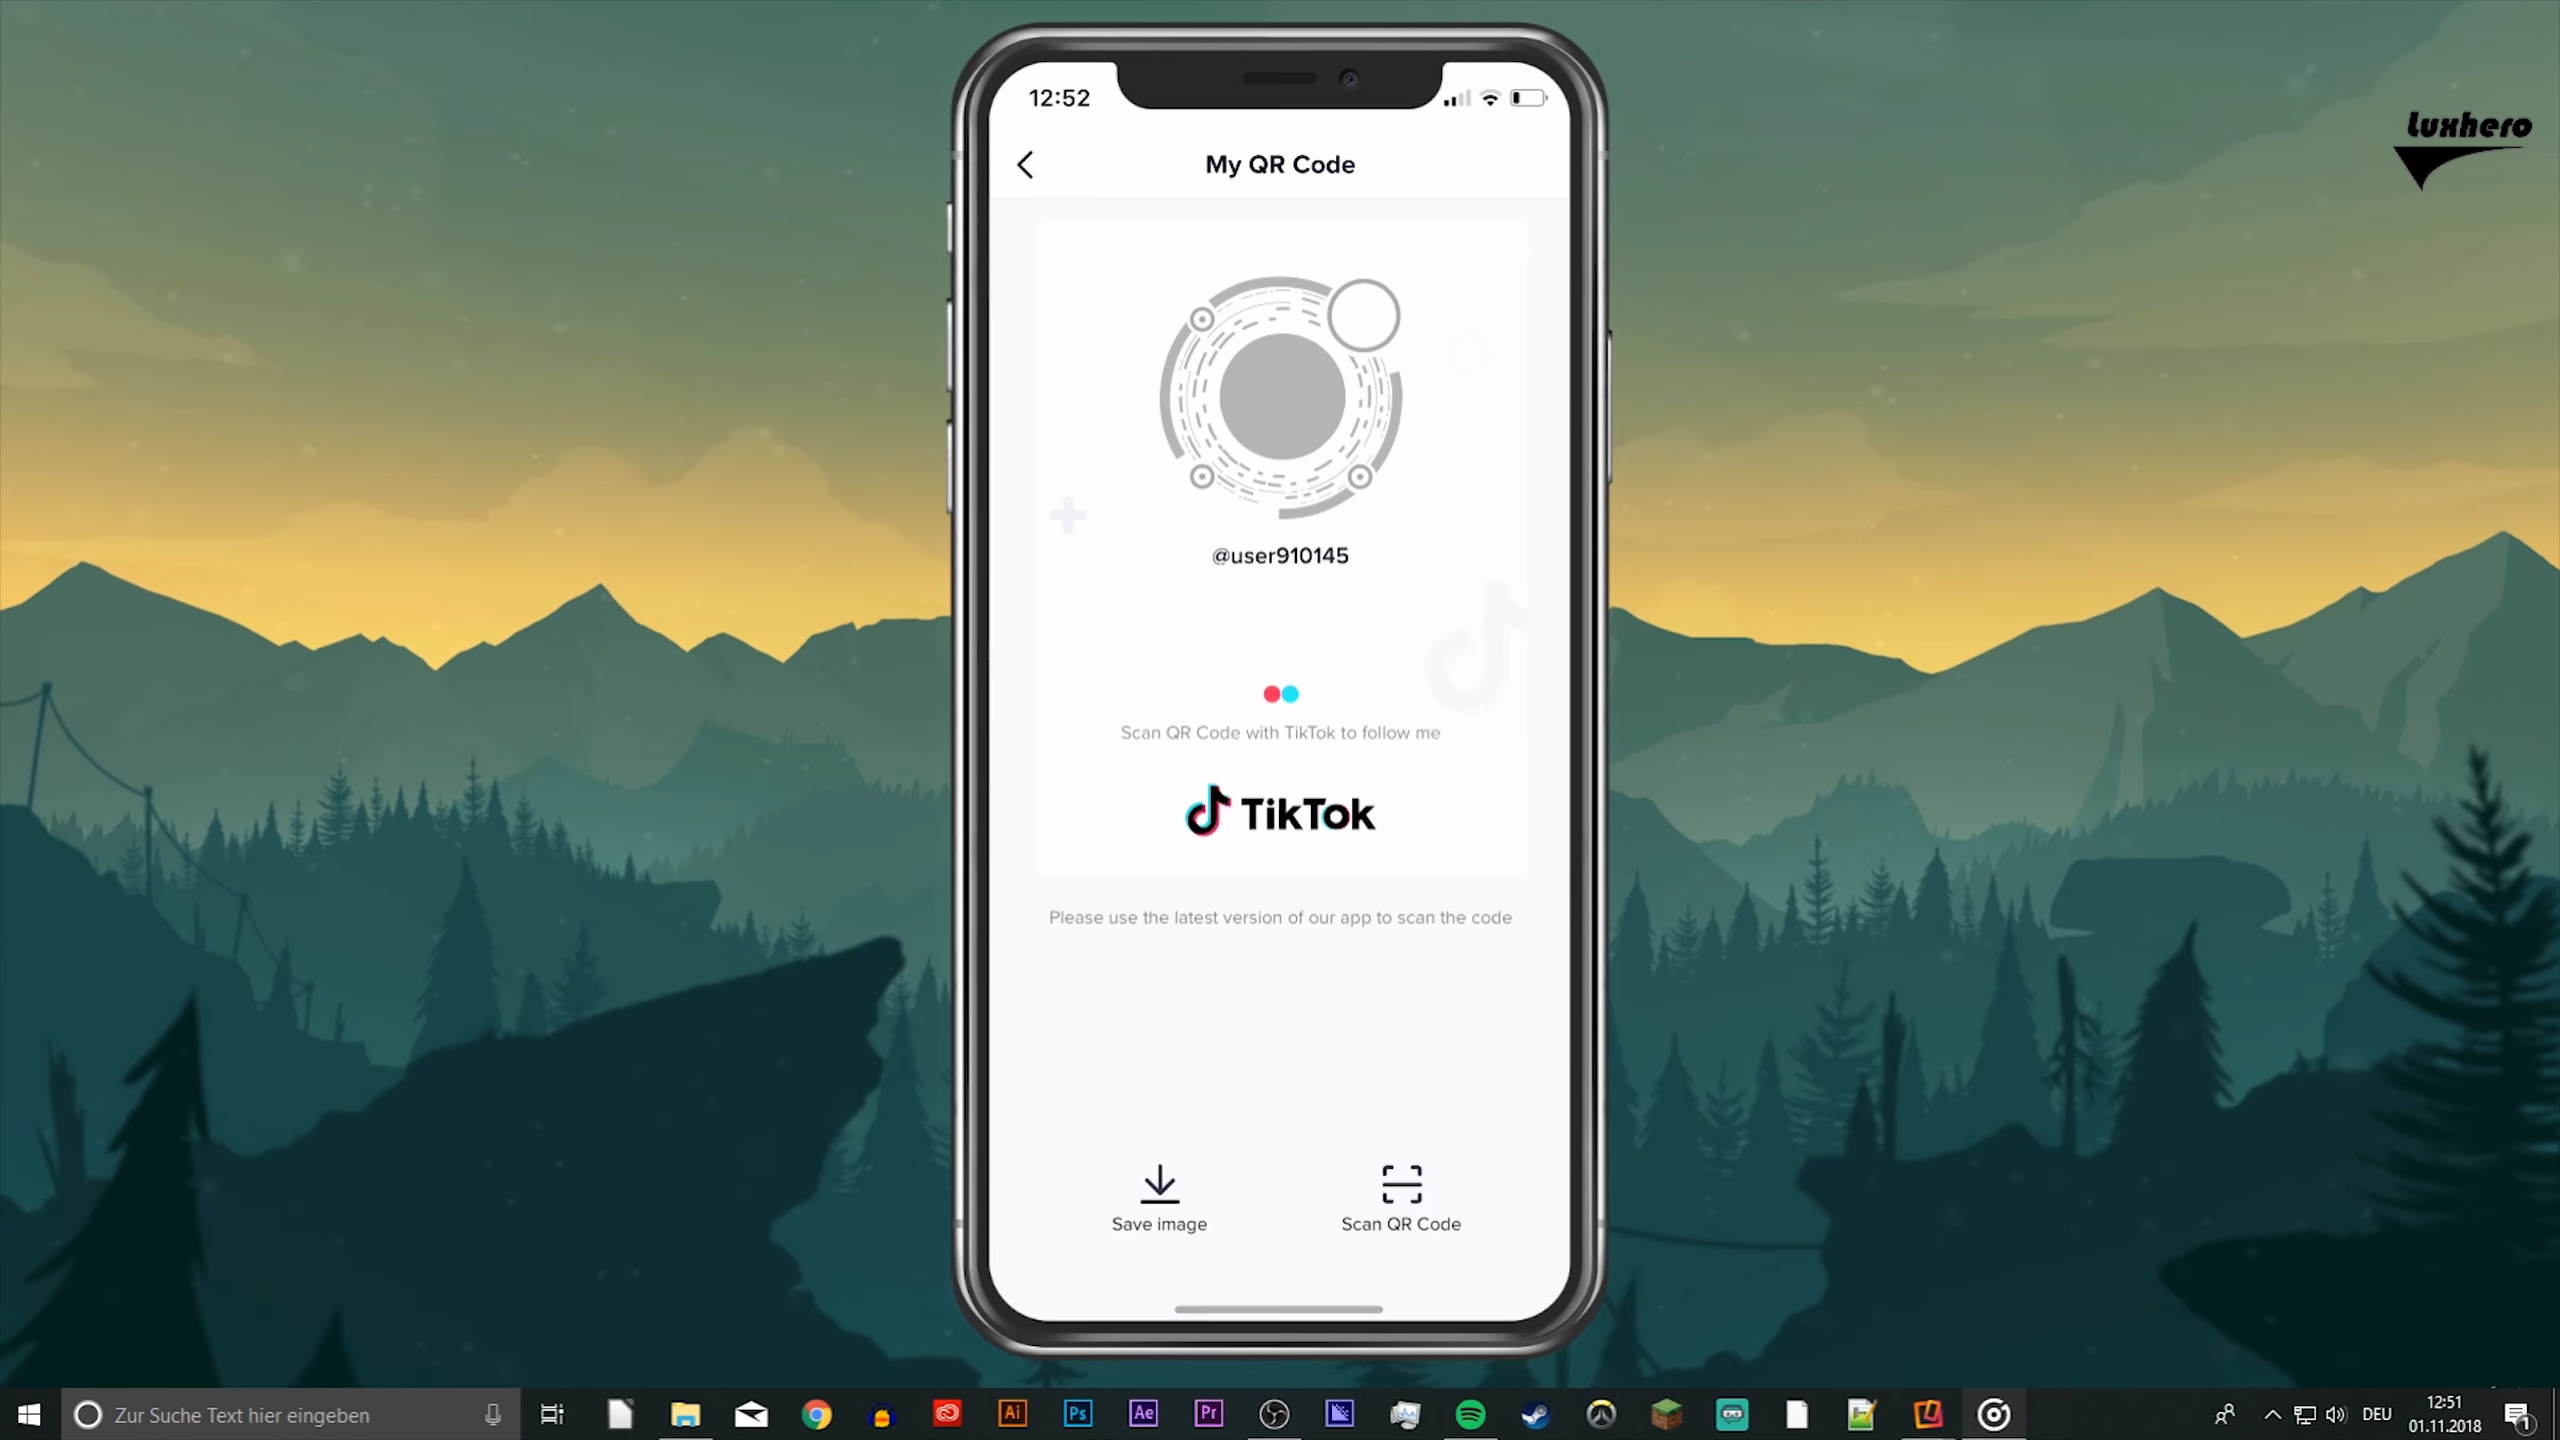 12:52
luxhero
My QR Code
@user910145
Scan QR Code with TikTok to follow me
TikTok
Please use the latest version of our app to scan the code
Save image
Scan QR Code
Zur Suche Text hier eingeben
Ai
Ps
Ae
Pr
DEU
12:51
01.11.2018
1